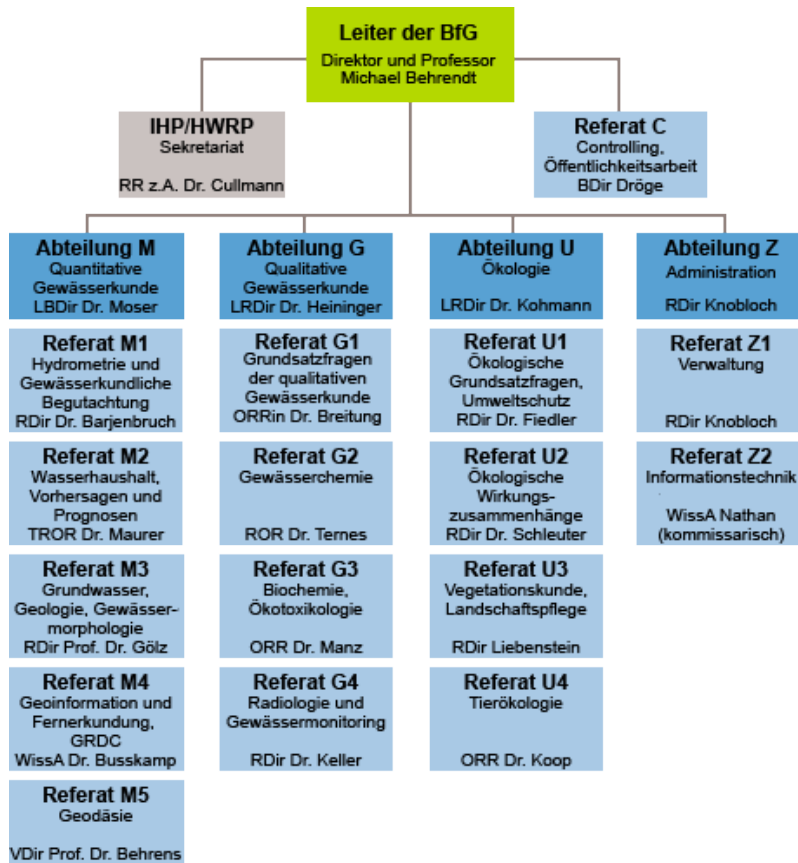 Leiter der BfG
Direktor und Professor
Michael Behrendt
IHP/HWRP
Sekretariat
RR z.A. Dr. Cullmann
Referat C
Controlling,
Öffentlichkeitsarbeit
BDir Dröge
Abteilung M
Quantitative
Gewässerkunde
LBDir Dr. Moser
Referat M1
Hydrometrie und
Gewässerkundliche
Begutachtung
RDir Dr. Barjenbruch
Referat M2
Wasserhaushalt,
Vorhersagen und
Prognosen
TROR Dr. Maurer
Referat M3
Grundwasser,
Geologie, Gewässer-
morphologie
RDir Prof. Dr. Gölz
Referat M4
Geoinformation und
Fernerkundung,
GRDC
WissA Dr. Busskamp
Referat M5
Geodäsie
VDir Prof. Dr. Behrens
Abteilung G
Qualitative
Gewässerkunde
LRDir Dr. Heininger
Referat G1
Grundsatzfragen
der qualitativen
Gewässerkunde
ORRin Dr. Breitung
Referat G2
Gewässerchemie
ROR Dr. Ternes
Referat G3
Biochemie,
Ökotoxikologie
ORR Dr. Manz
Referat G4
Radiologie und
Gewässermonitoring
RDir Dr. Keller
Abteilung U
Ökologie
LRDir Dr. Kohmann
Referat U1
Ökologische
Grundsatzfragen,
Umweltschutz
RDir Dr. Fiedler
Referat U2
Ökologische
Wirkungs-
zusammenhänge
RDir Dr. Schleuter
Referat U3
Vegetationskunde,
Landschaftspflege
RDir Liebenstein
Referat U4
Tierökologie
ORR Dr. Koop
Abteilung Z
Administration
RDir Knobloch
Referat Z1
Verwaltung
RDir Knobloch
Referat Z2
Informationstechnik
WissA Nathan
(kommissarisch)